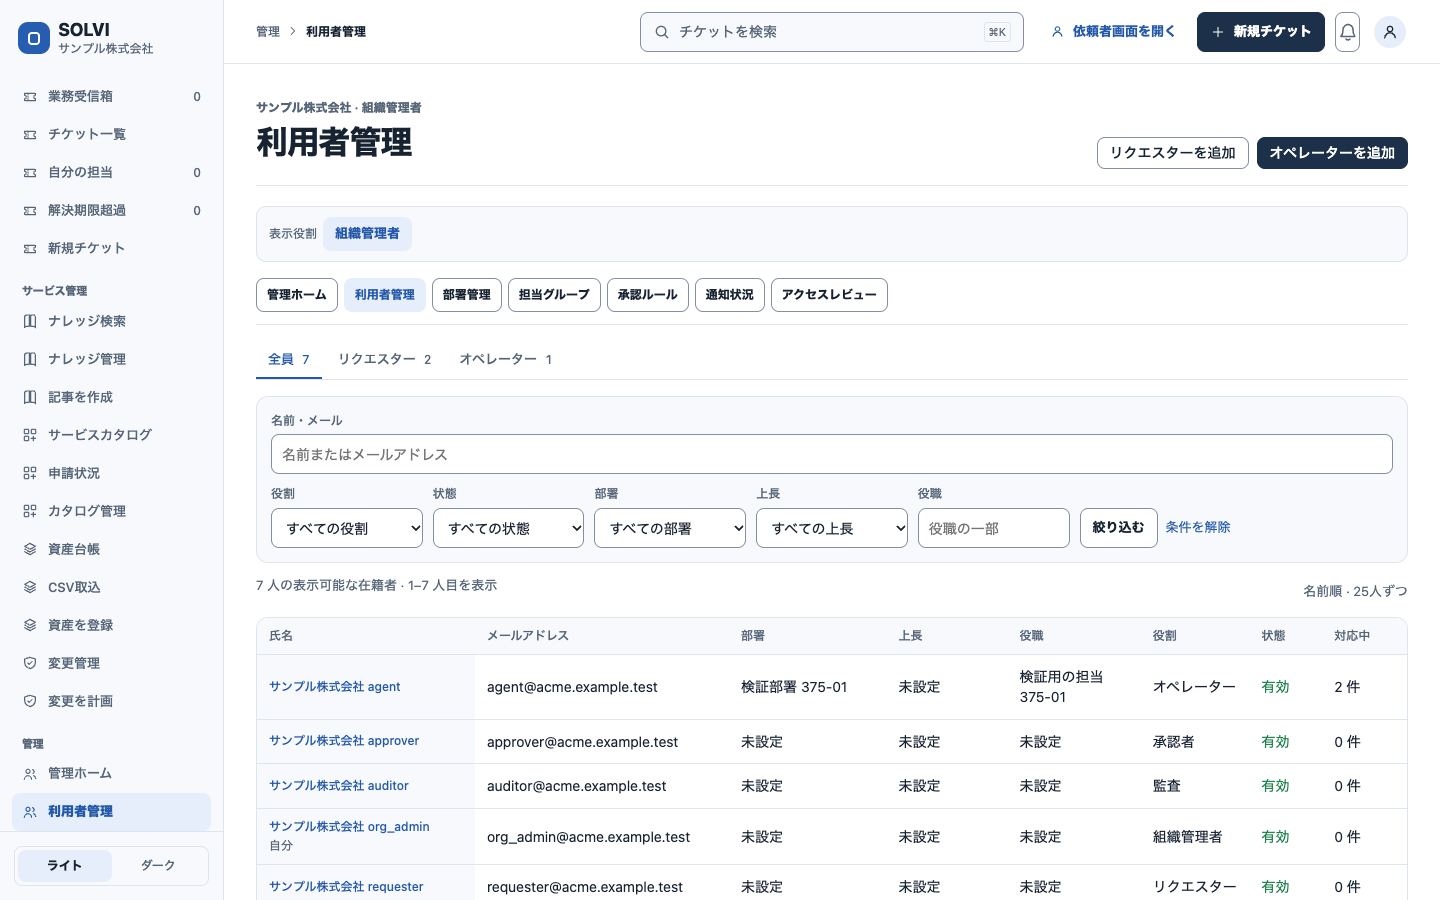 SOLVI
サンプル株式会社
業務受信箱 0
チケット一覧
自分の担当 0
解決期限超過 0
新規チケット
サービス管理
ナレッジ検索
ナレッジ管理
記事を作成
サービスカタログ
申請状況
カタログ管理
資産台帳
CSV取込
資産を登録
変更管理
変更を計画
管理
管理ホーム
利用者管理
ライト ダーク
管理 > 利用者管理
チケットを検索 ⌘K
依頼者画面を開く
+ 新規チケット
サンプル株式会社 · 組織管理者
利用者管理
リクエスターを追加 オペレーターを追加
表示役割 組織管理者
管理ホーム 利用者管理 部署管理 担当グループ 承認ルール 通知状況 アクセスレビュー
全員 7 リクエスター 2 オペレーター 1
名前・メール
名前またはメールアドレス
役割 状態 部署 上長 役職
すべての役割 すべての状態 すべての部署 すべての上長 役職の一部 絞り込む 条件を解除
7 人の表示可能な在籍者 · 1–7 人目を表示
名前順 · 25人ずつ
氏名 メールアドレス 部署 上長 役職 役割 状態 対応中
サンプル株式会社 agent agent@acme.example.test 検証部署 375-01 未設定 検証用の担当 375-01 オペレーター 有効 2 件
サンプル株式会社 approver approver@acme.example.test 未設定 未設定 未設定 承認者 有効 0 件
サンプル株式会社 auditor auditor@acme.example.test 未設定 未設定 未設定 監査 有効 0 件
サンプル株式会社 org_admin 自分 org_admin@acme.example.test 未設定 未設定 未設定 組織管理者 有効 0 件
サンプル株式会社 requester requester@acme.example.test 未設定 未設定 未設定 リクエスター 有効 0 件